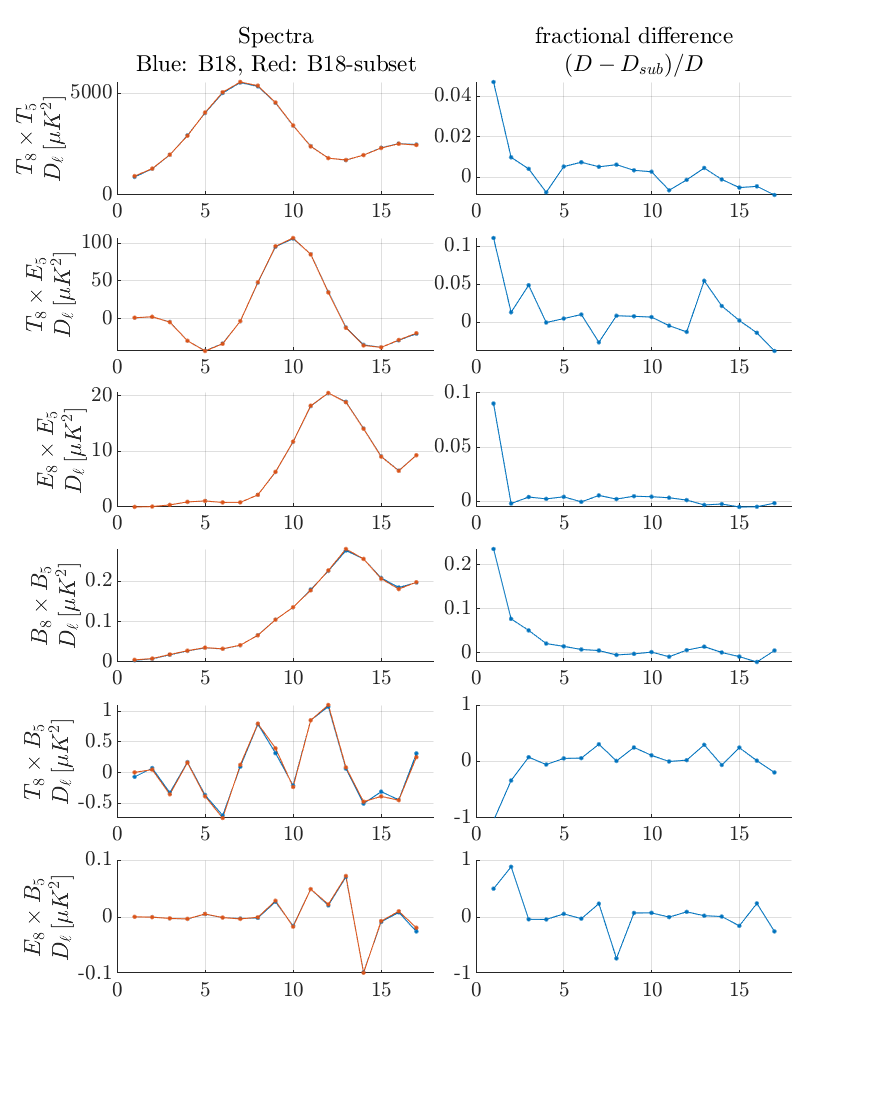 Spectra
Blue: B18, Red: B18-subset
fractional difference
(D − D_{sub})/D
T_8 × T_5
D_ℓ [μK^2]
5000
0
0 5 10 15
0.04
0.02
0
0 5 10 15
T_8 × E_5
D_ℓ [μK^2]
100
50
0
0 5 10 15
0.1
0.05
0
0 5 10 15
E_8 × E_5
D_ℓ [μK^2]
20
10
0
0 5 10 15
0.1
0.05
0
0 5 10 15
B_8 × B_5
D_ℓ [μK^2]
0.2
0.1
0
0 5 10 15
0.2
0.1
0
0 5 10 15
T_8 × B_5
D_ℓ [μK^2]
1
0.5
0
-0.5
0 5 10 15
1
0
-1
0 5 10 15
E_8 × B_5
D_ℓ [μK^2]
0.1
0
-0.1
0 5 10 15
1
0
-1
0 5 10 15